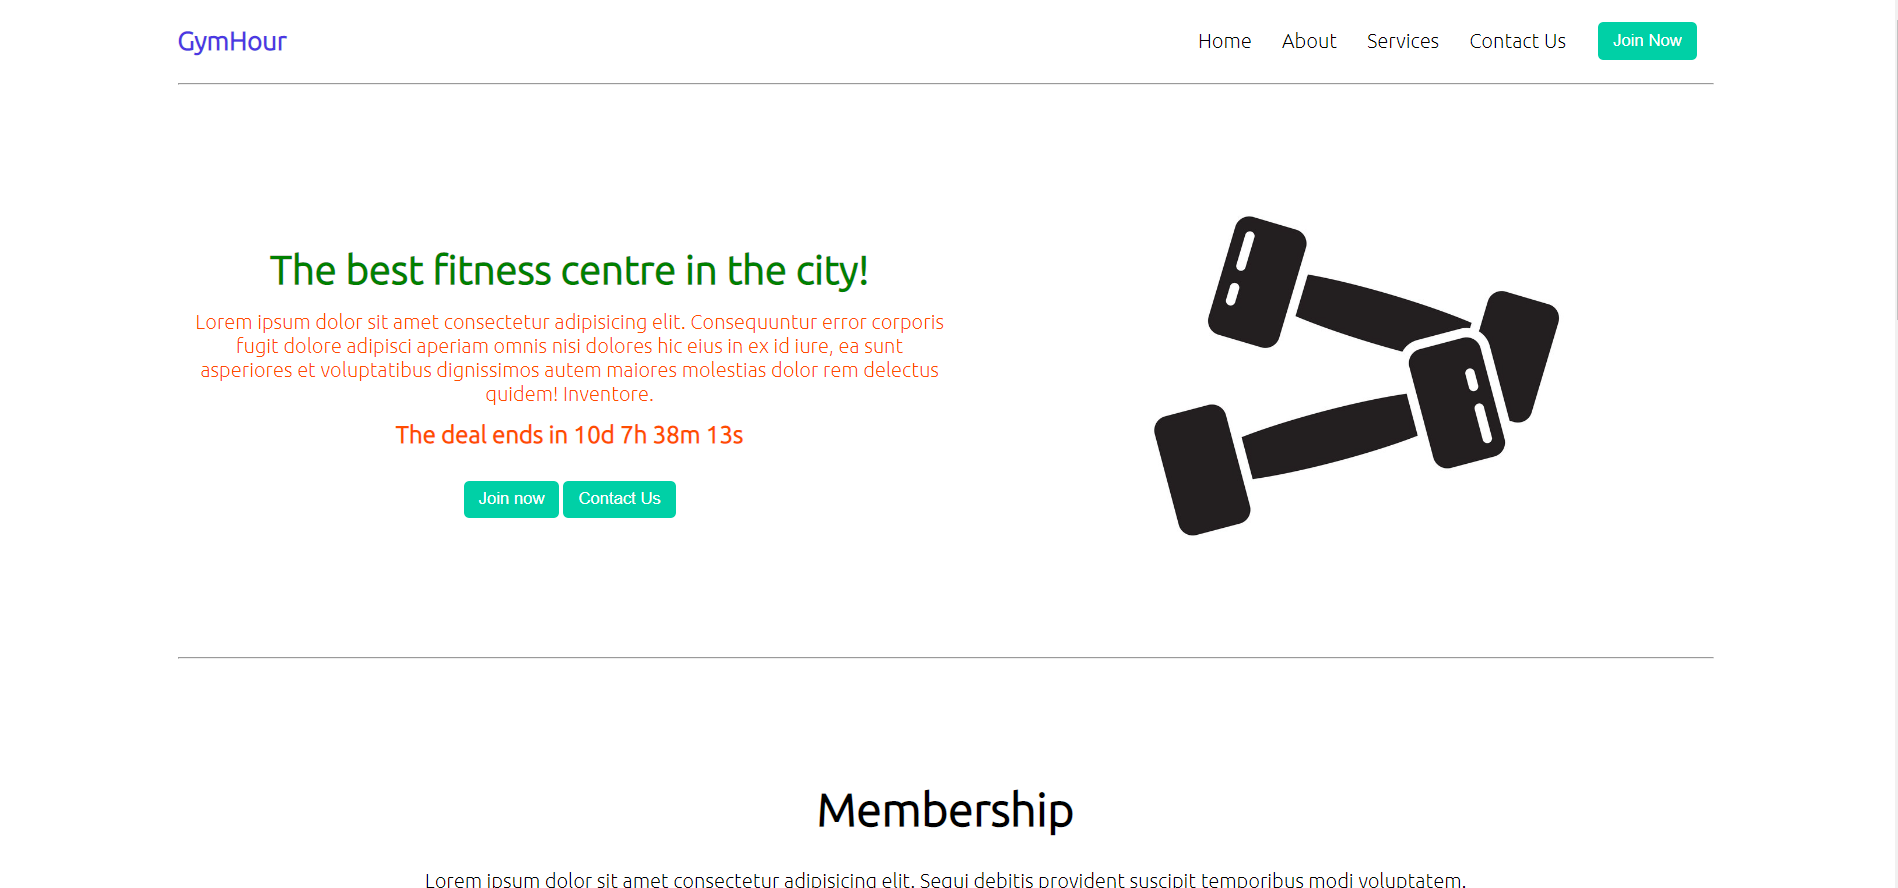 GymHour
Home About Services Contact Us Join Now
The best fitness centre in the city!
Lorem ipsum dolor sit amet consectetur adipisicing elit. Consequuntur error corporis
fugit dolore adipisci aperiam omnis nisi dolores hic eius in ex id iure, ea sunt
asperiores et voluptatibus dignissimos autem maiores molestias dolor rem delectus
quidem! Inventore.
The deal ends in 10d 7h 38m 13s
Join now Contact Us
Membership
Lorem ipsum dolor sit amet consectetur adipisicing elit. Sequi debitis provident suscipit temporibus modi voluptatem.